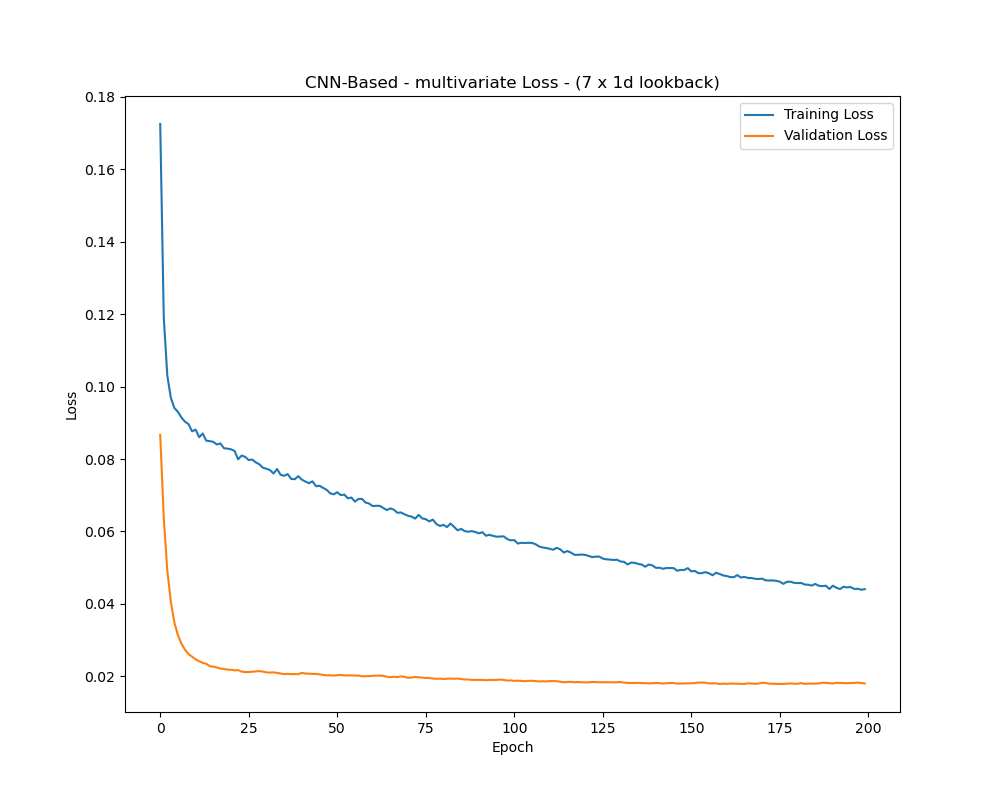 CNN-Based - multivariate Loss - (7 x 1d lookback)
Training Loss
Validation Loss
0.18
0.16
0.14
0.12
0.10
0.08
0.06
0.04
0.02
Loss
0 25 50 75 100 125 150 175 200
Epoch